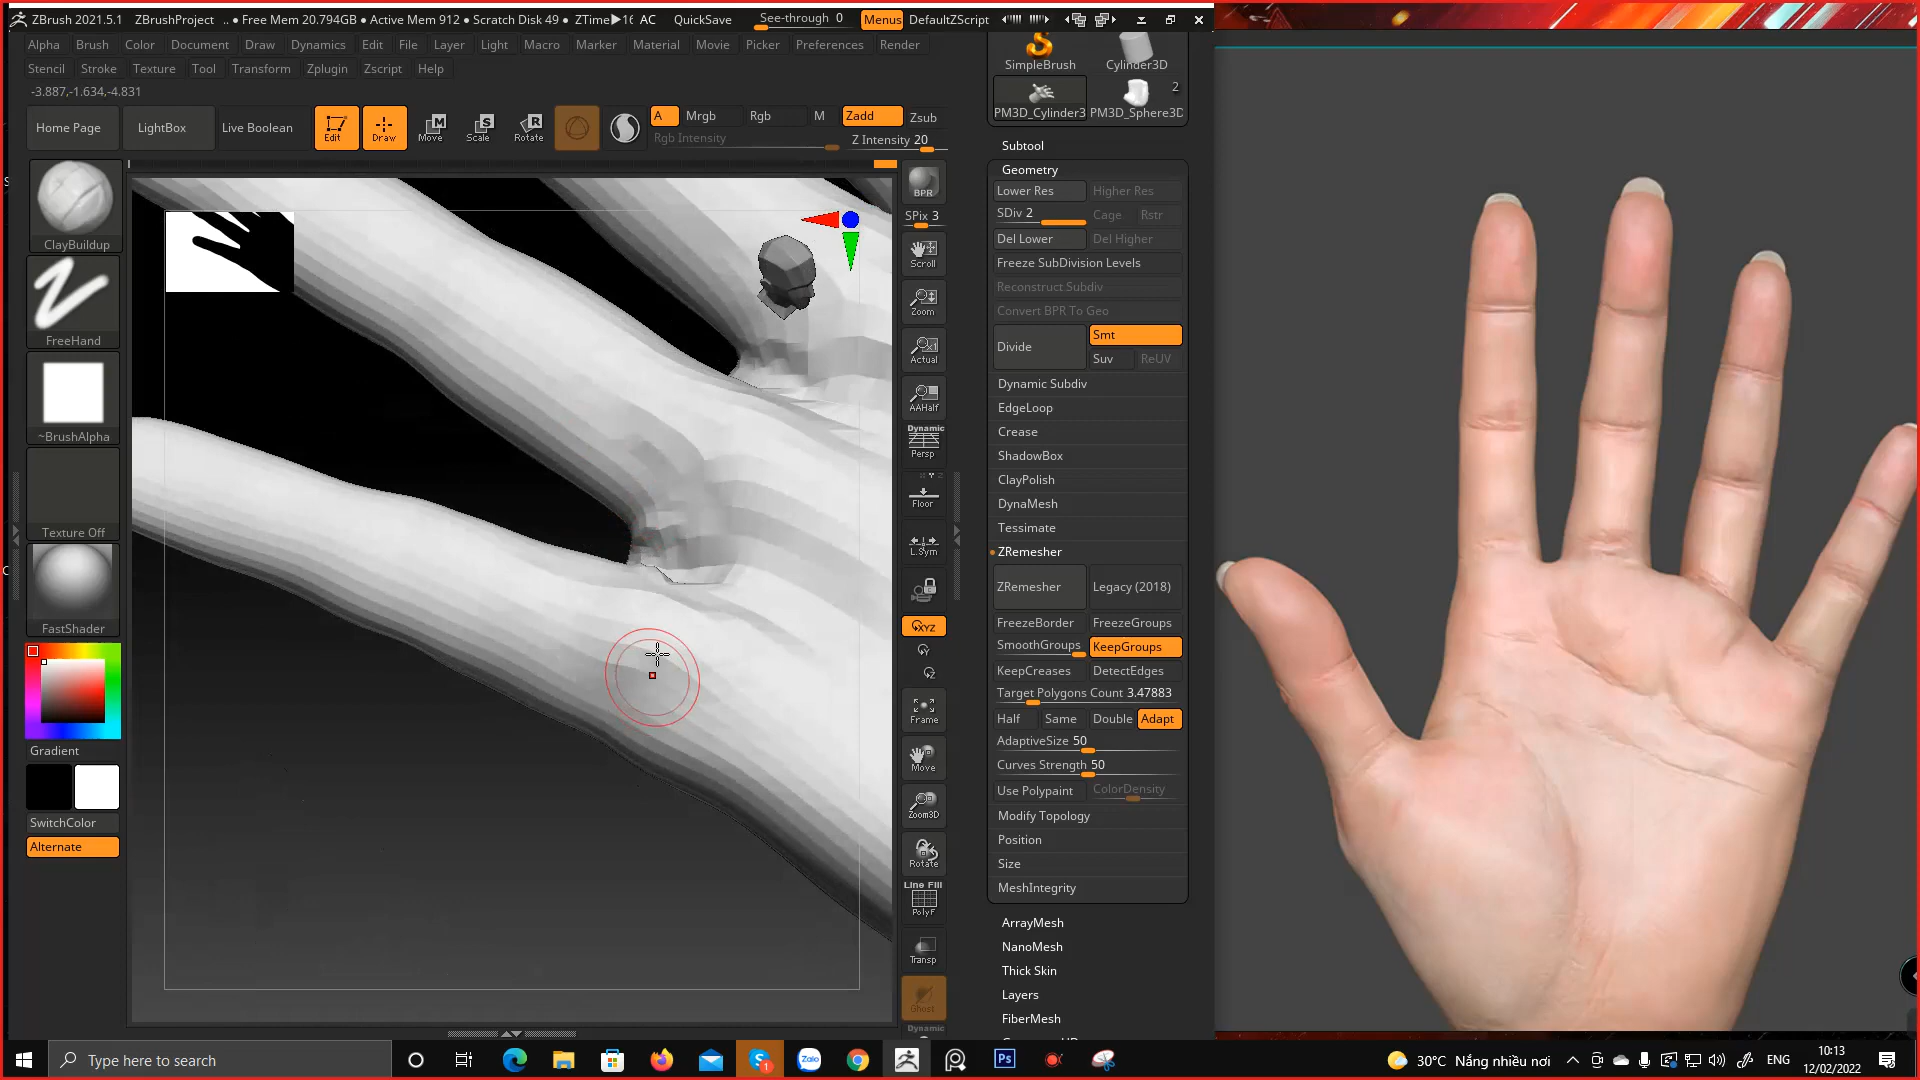 ZBrush 2021.5.1 ZBrushProject .. • Free Mem 20.794GB • Active Mem 912 • Scratch Disk 49 • ZTime▶16 AC QuickSave See-through 0 Menus DefaultZScript
Alpha Brush Color Document Draw Dynamics Edit File Layer Light Macro Marker Material Movie Picker Preferences Render
Stencil Stroke Texture Tool Transform Zplugin Zscript Help
-3.887,-1.634,-4.831
Home Page LightBox Live Boolean Edit Draw Move Scale Rotate A Mrgb Rgb M Zadd Zsub
Rgb Intensity Z Intensity 20
ClayBuildup
FreeHand
~BrushAlpha
Texture Off
FastShader
Gradient
SwitchColor
Alternate
BPR
SPix 3
Scroll
Zoom
Actual
AAHalf
Dynamic
Persp
Floor
L.Sym
XYZ
Frame
Move
Zoom3D
Rotate
Line Fill
PolyF
Transp
Ghost
Dynamic
SimpleBrush Cylinder3D
2
PM3D_Cylinder3 PM3D_Sphere3D
Subtool
Geometry
Lower Res Higher Res
SDiv 2 Cage Rstr
Del Lower Del Higher
Freeze SubDivision Levels
Reconstruct Subdiv
Convert BPR To Geo
Divide Smt
Suv ReUV
Dynamic Subdiv
EdgeLoop
Crease
ShadowBox
ClayPolish
DynaMesh
Tessimate
ZRemesher
ZRemesher Legacy (2018)
FreezeBorder FreezeGroups
SmoothGroups KeepGroups
KeepCreases DetectEdges
Target Polygons Count 3.47883
Half Same Double Adapt
AdaptiveSize 50
Curves Strength 50
Use Polypaint ColorDensity
Modify Topology
Position
Size
MeshIntegrity
ArrayMesh
NanoMesh
Thick Skin
Layers
FiberMesh
Type here to search
1
Zalo
Ps
30°C Nắng nhiều nơi
ENG
10:13
12/02/2022